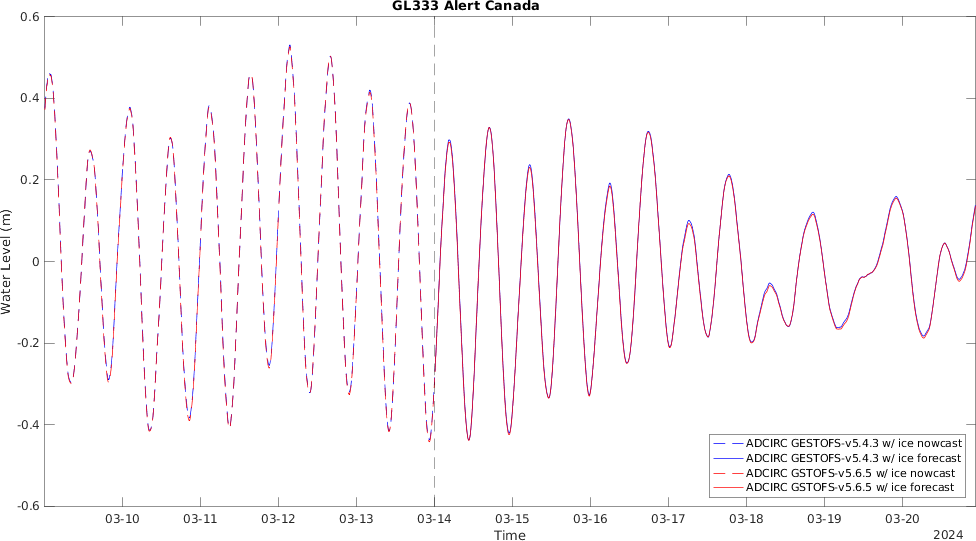 GL333 Alert Canada
0.6
0.4
0.2
0
-0.2
-0.4
-0.6
Water Level (m)
ADCIRC GESTOFS-v5.4.3 w/ ice nowcast
ADCIRC GESTOFS-v5.4.3 w/ ice forecast
ADCIRC GSTOFS-v5.6.5 w/ ice nowcast
ADCIRC GSTOFS-v5.6.5 w/ ice forecast
03-10 03-11 03-12 03-13 03-14 03-15 03-16 03-17 03-18 03-19 03-20
Time
2024